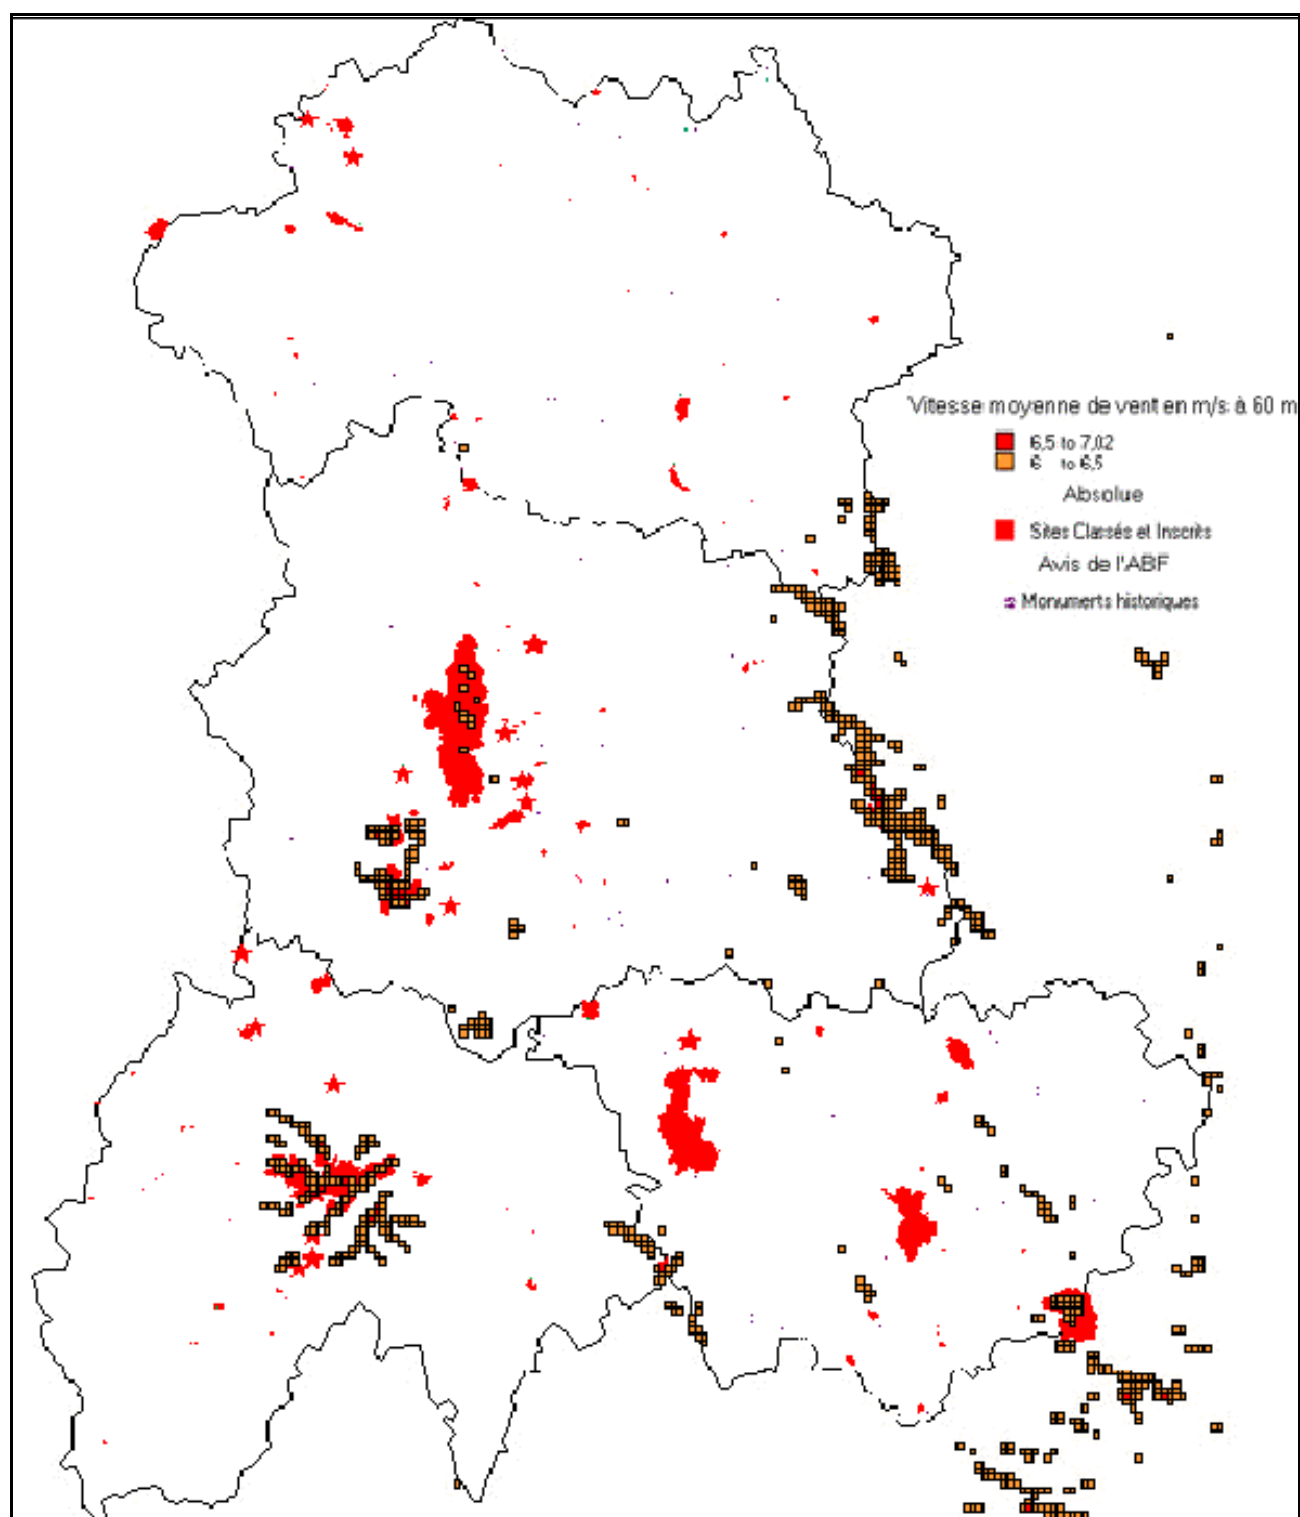 Vitesse moyenne de vent en m/s à 60 m
6,5 to 7,02
6 to 6,5
Absolue
Sites Classés et Inscrits
Avis de l'ABF
Monuments historiques